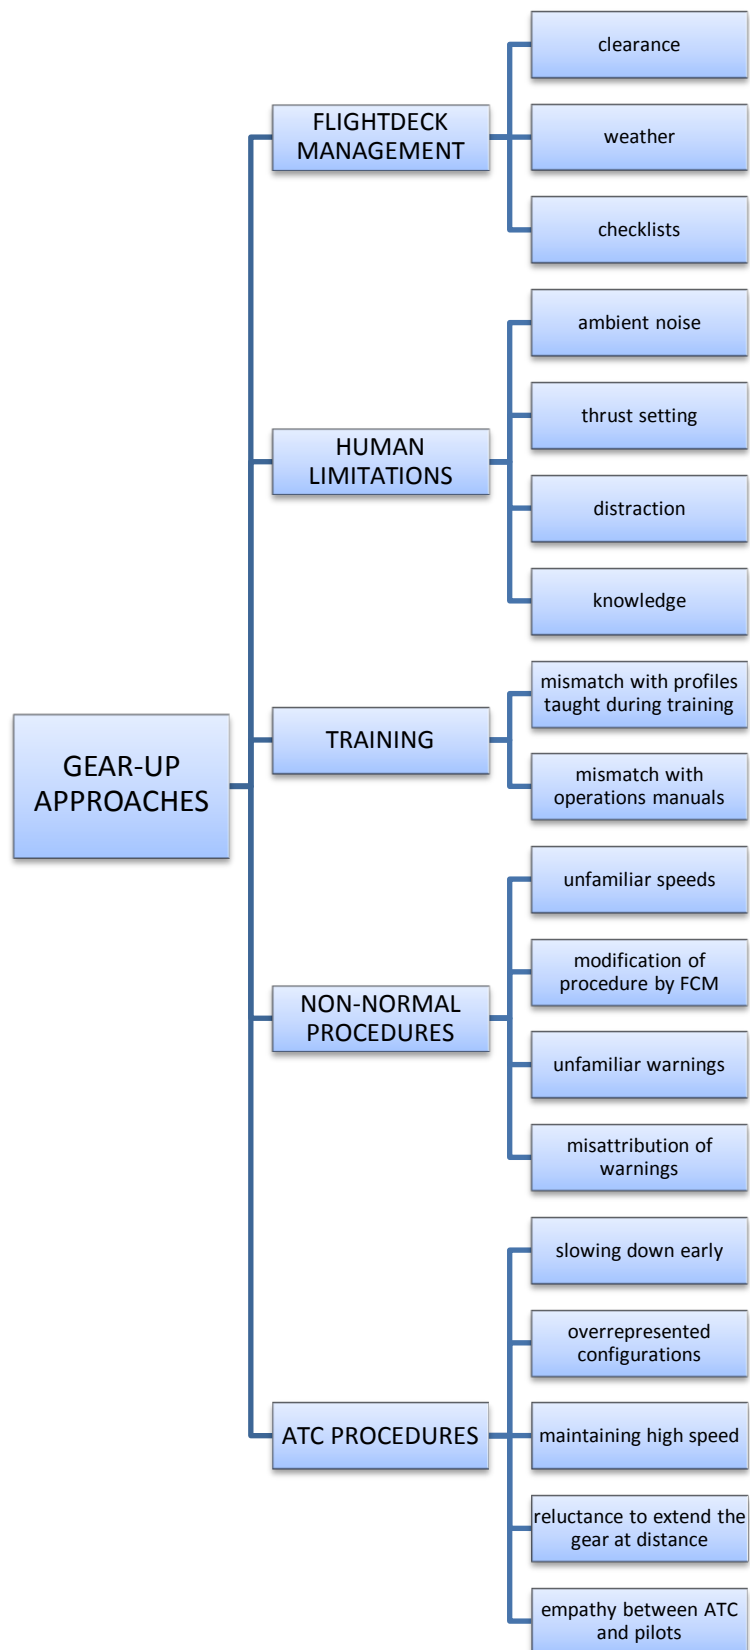 GEAR-UP
APPROACHES
FLIGHTDECK
MANAGEMENT
clearance
weather
checklists
HUMAN
LIMITATIONS
ambient noise
thrust setting
distraction
knowledge
TRAINING
mismatch with profiles
taught during training
mismatch with
operations manuals
NON-NORMAL
PROCEDURES
unfamiliar speeds
modification of
procedure by FCM
unfamiliar warnings
misattribution of
warnings
ATC PROCEDURES
slowing down early
overrepresented
configurations
maintaining high speed
reluctance to extend the
gear at distance
empathy between ATC
and pilots